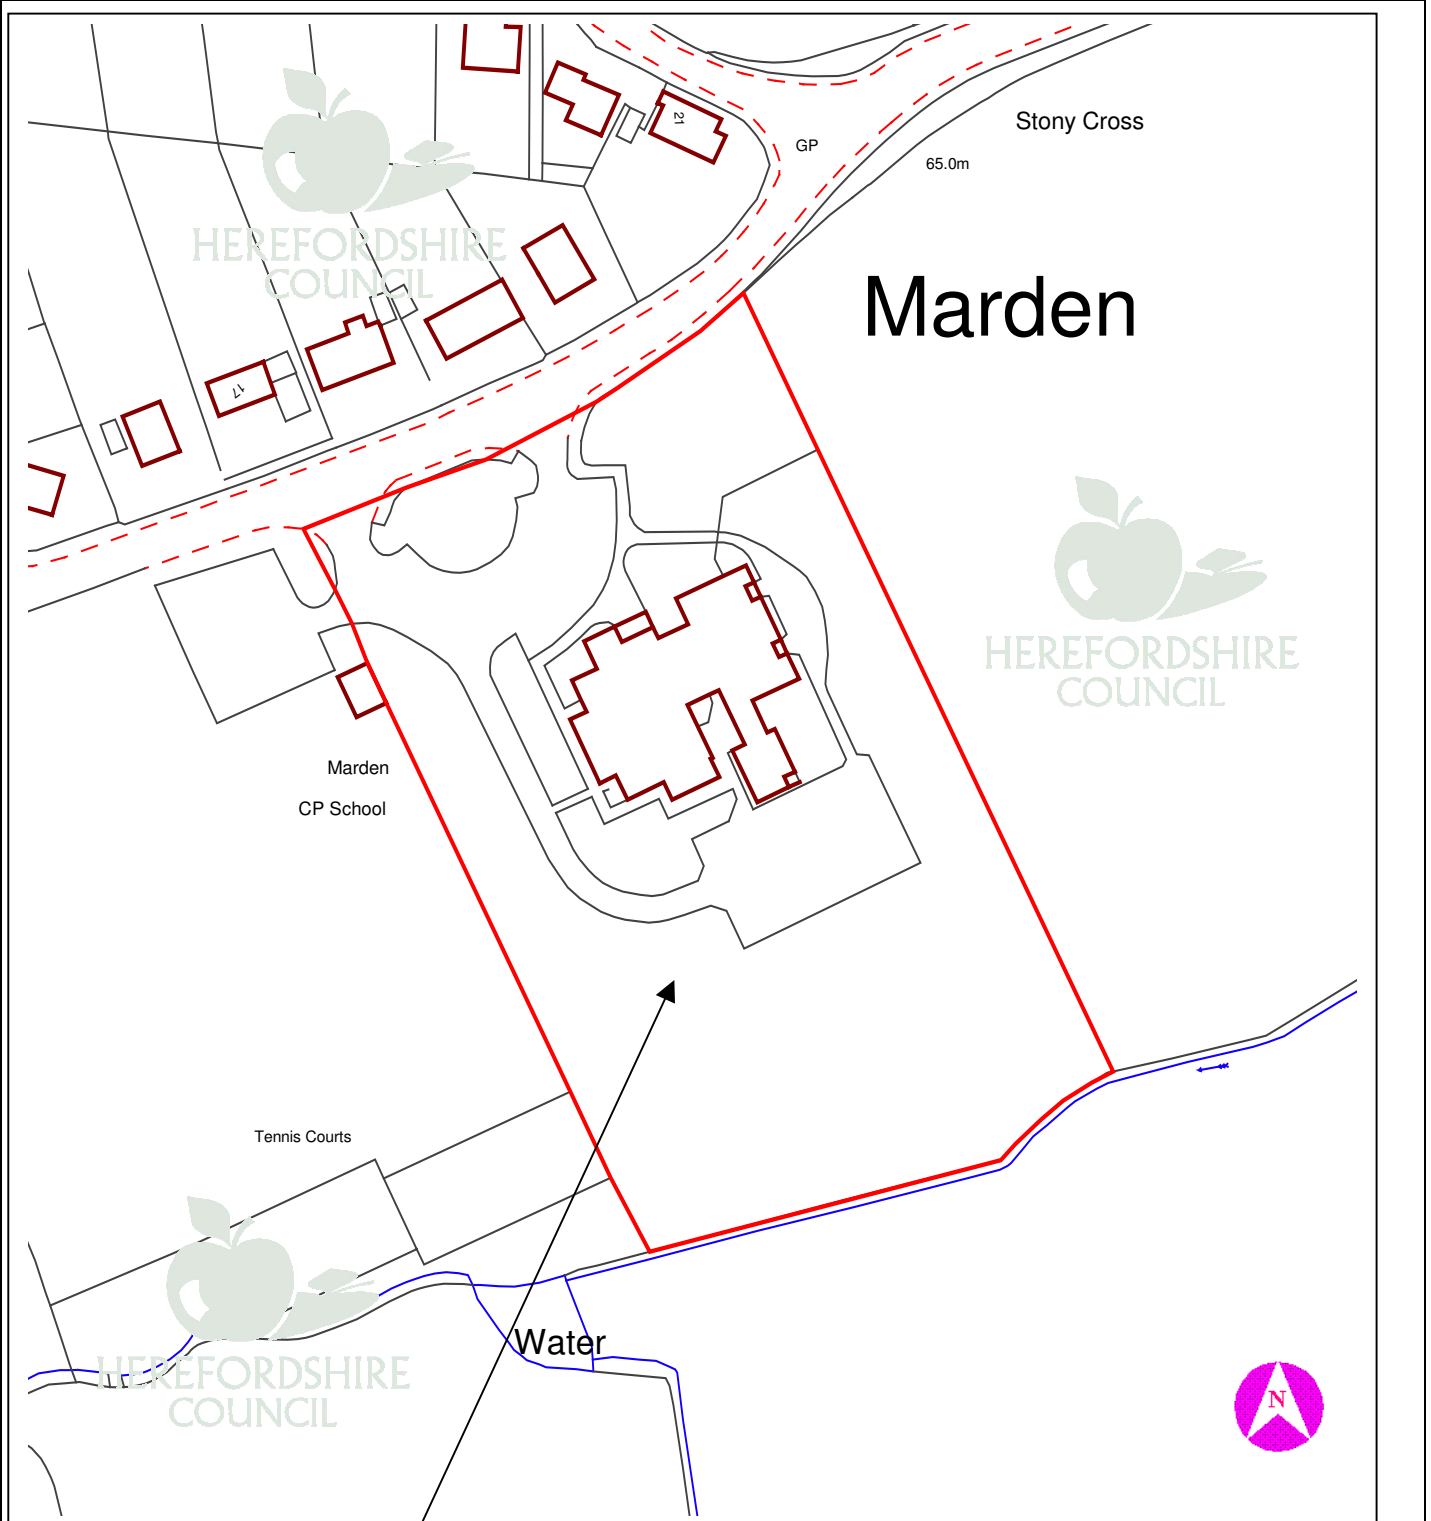 21
GP
Stony Cross
65.0m
HEREFORDSHIRE
COUNCIL
Marden
17
HEREFORDSHIRE
COUNCIL
Marden
CP School
Tennis Courts
Water
HEREFORDSHIRE
COUNCIL
N